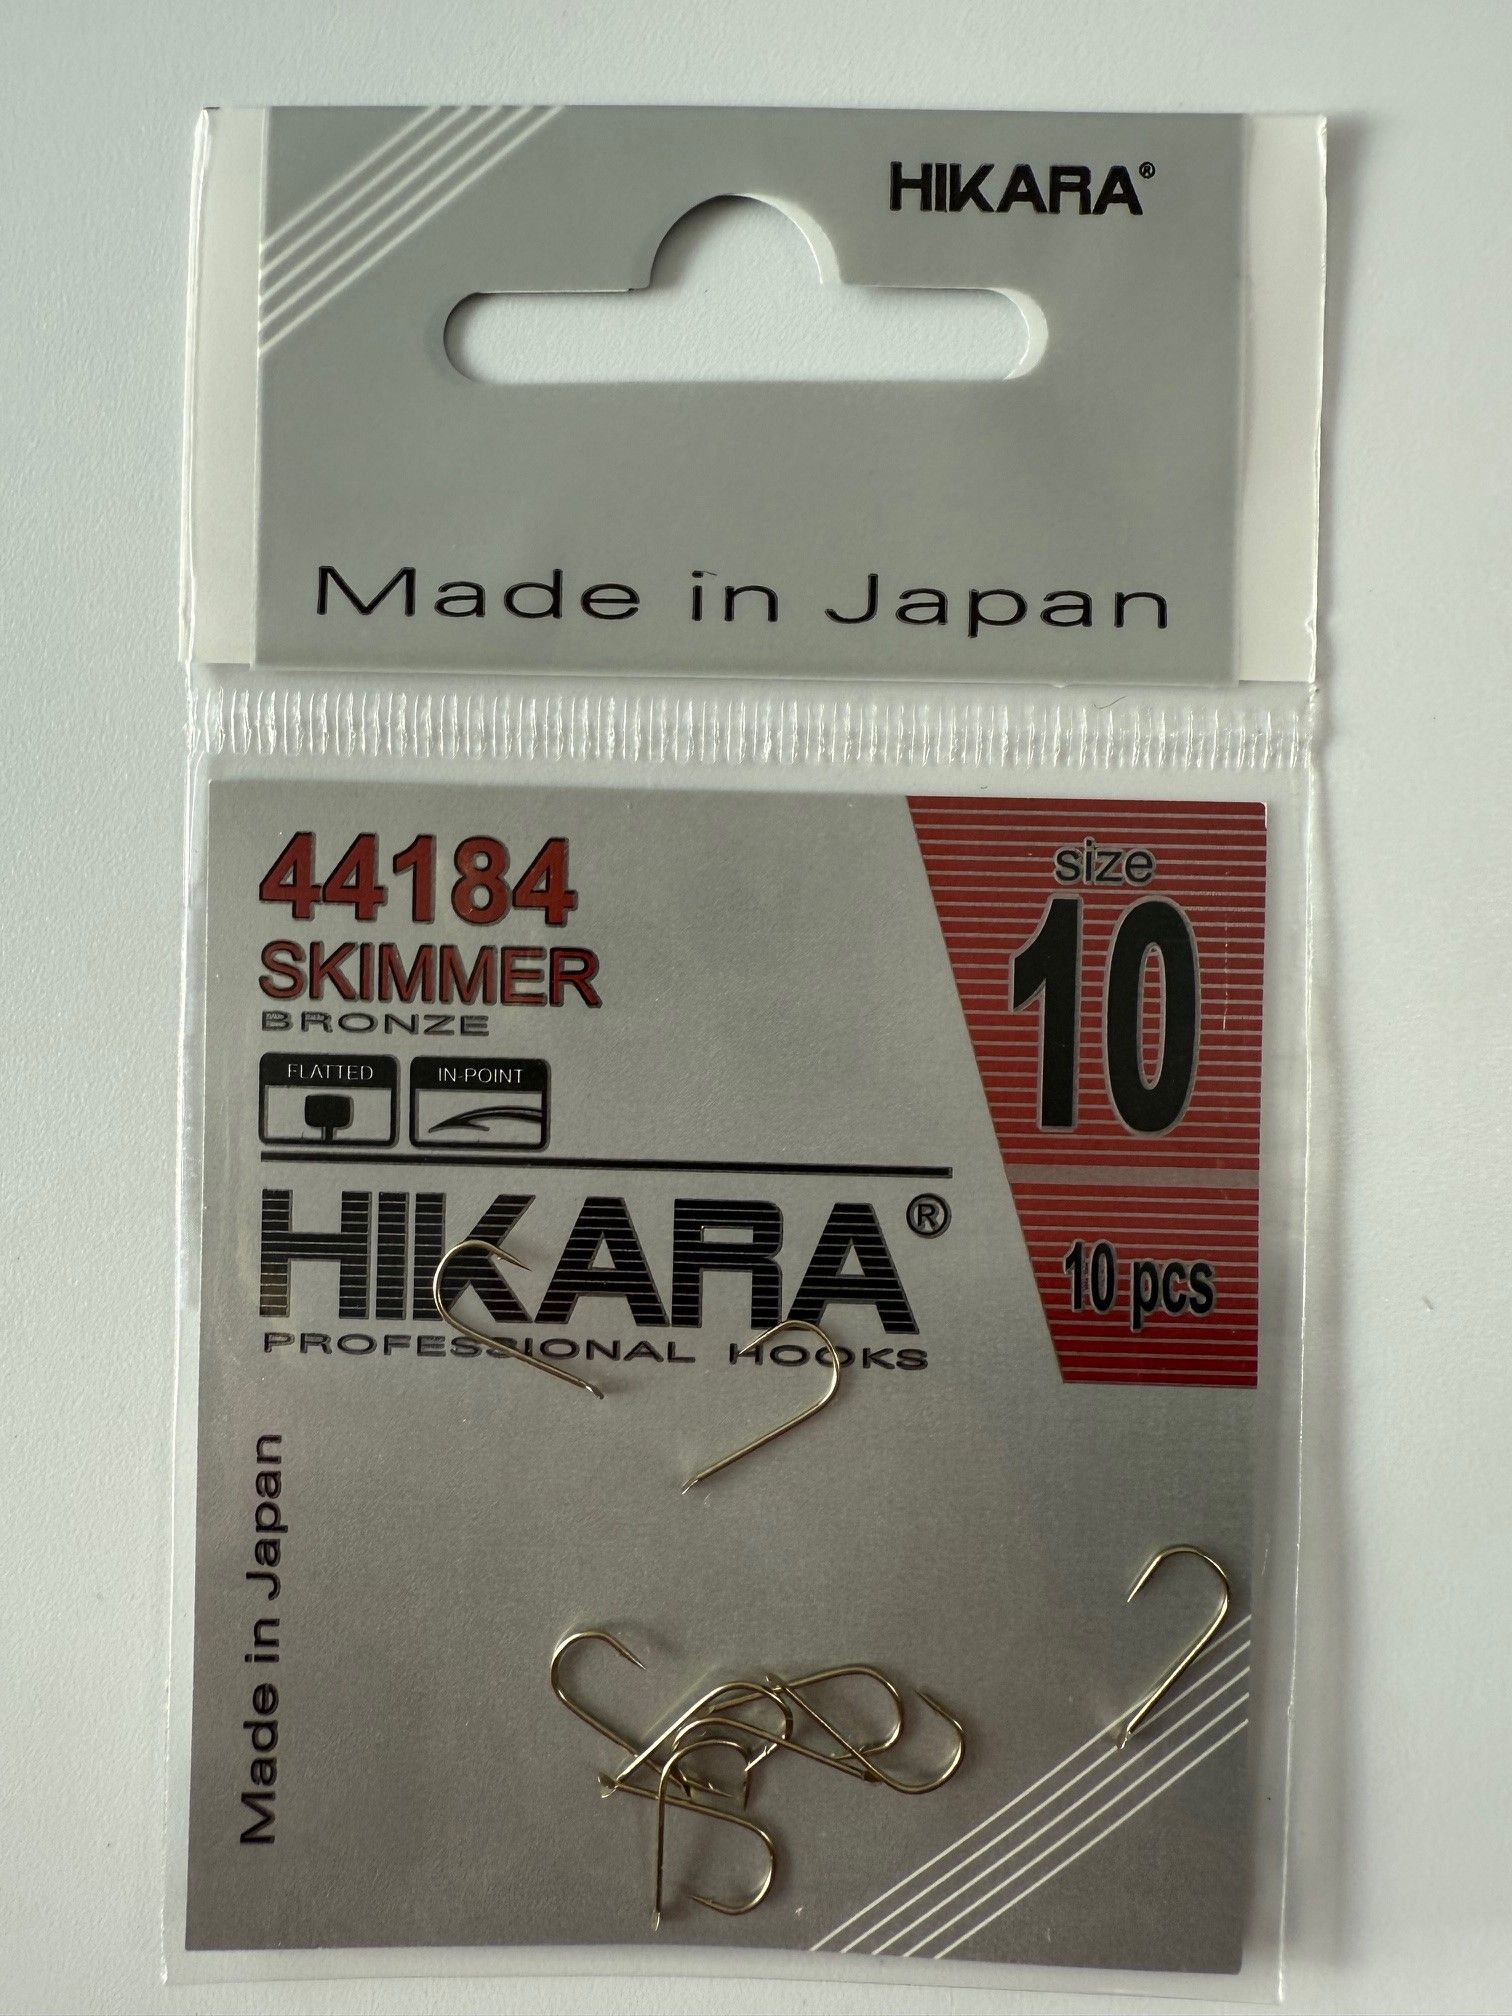 HIKARA®
Made in Japan
44184
SKIMMER
BRONZE
FLATTED
IN-POINT
size
10
10 pcs
HIKARA®
PROFESSIONAL HOOKS
Made in Japan